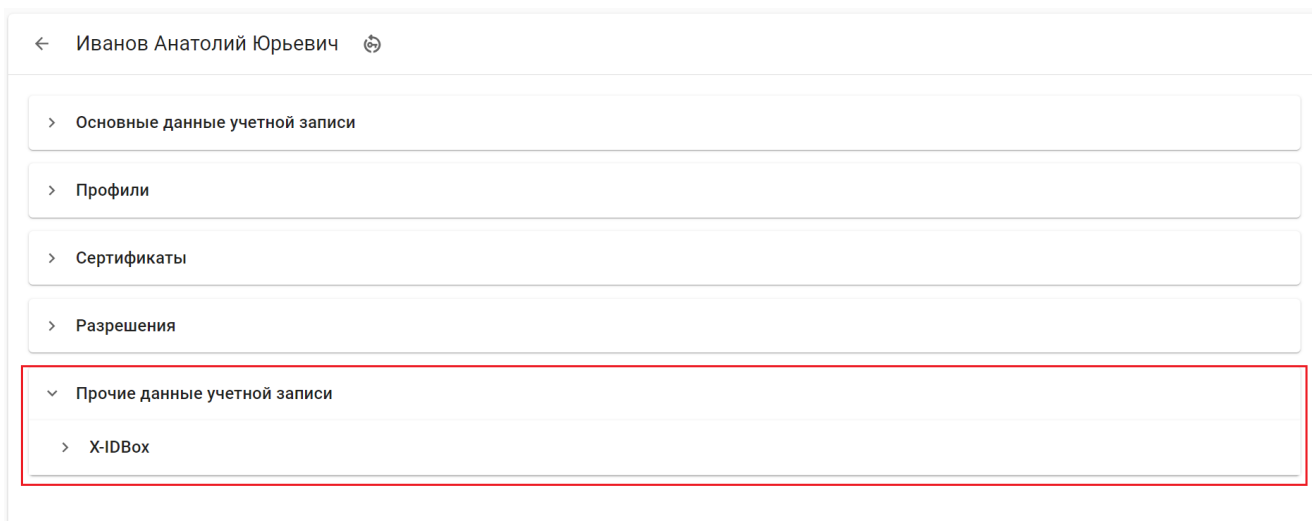 Иванов Анатолий Юрьевич
Основные данные учетной записи
Профили
Сертификаты
Разрешения
Прочие данные учетной записи
X-IDBox